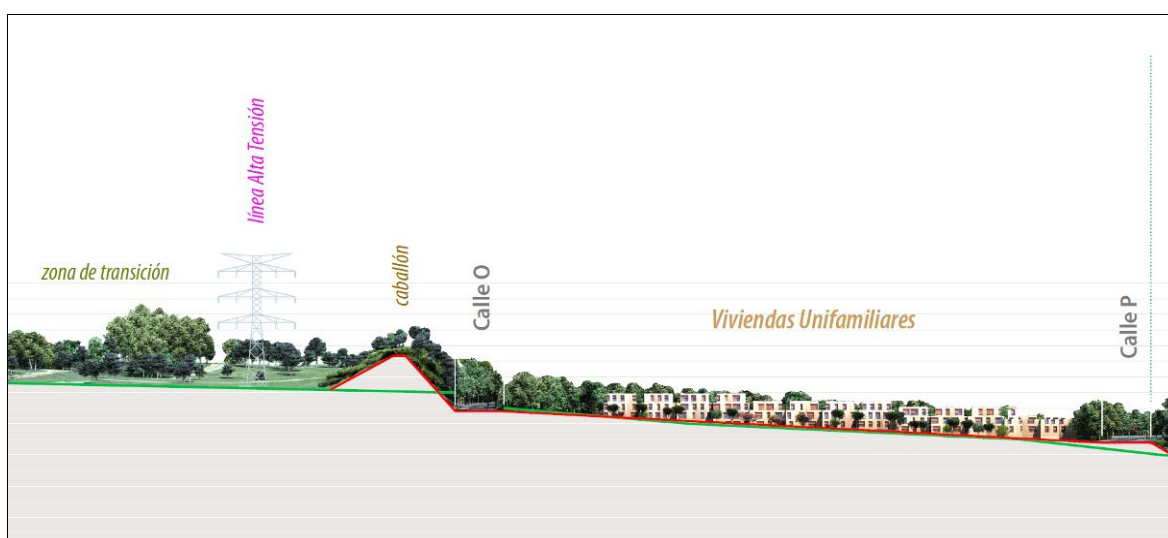 línea Alta Tensión
zona de transición
caballón
Calle O
Viviendas Unifamiliares
Calle P